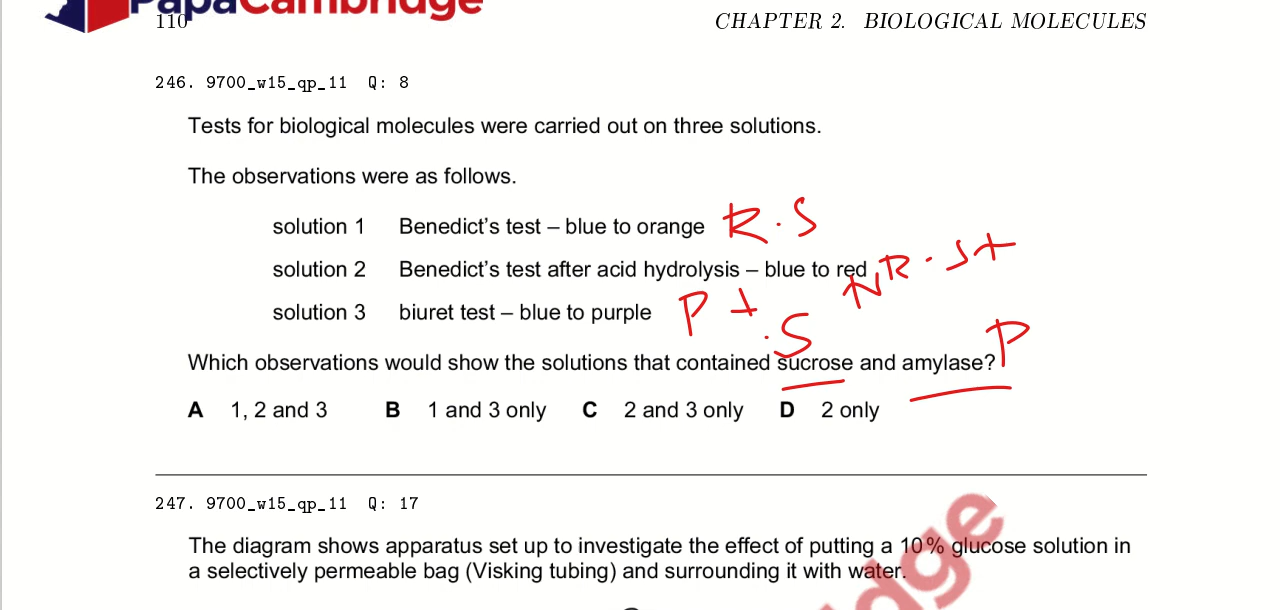 PapaCambridge
110 CHAPTER 2. BIOLOGICAL MOLECULES
246. 9700_w15_qp_11 Q: 8
Tests for biological molecules were carried out on three solutions.
The observations were as follows.
solution 1 Benedict's test – blue to orange R.S
solution 2 Benedict's test after acid hydrolysis – blue to red NR.S+
solution 3 biuret test – blue to purple P+
.S P
Which observations would show the solutions that contained sucrose and amylase?
A 1, 2 and 3 B 1 and 3 only C 2 and 3 only D 2 only
247. 9700_w15_qp_11 Q: 17
The diagram shows apparatus set up to investigate the effect of putting a 10% glucose solution in
a selectively permeable bag (Visking tubing) and surrounding it with water.